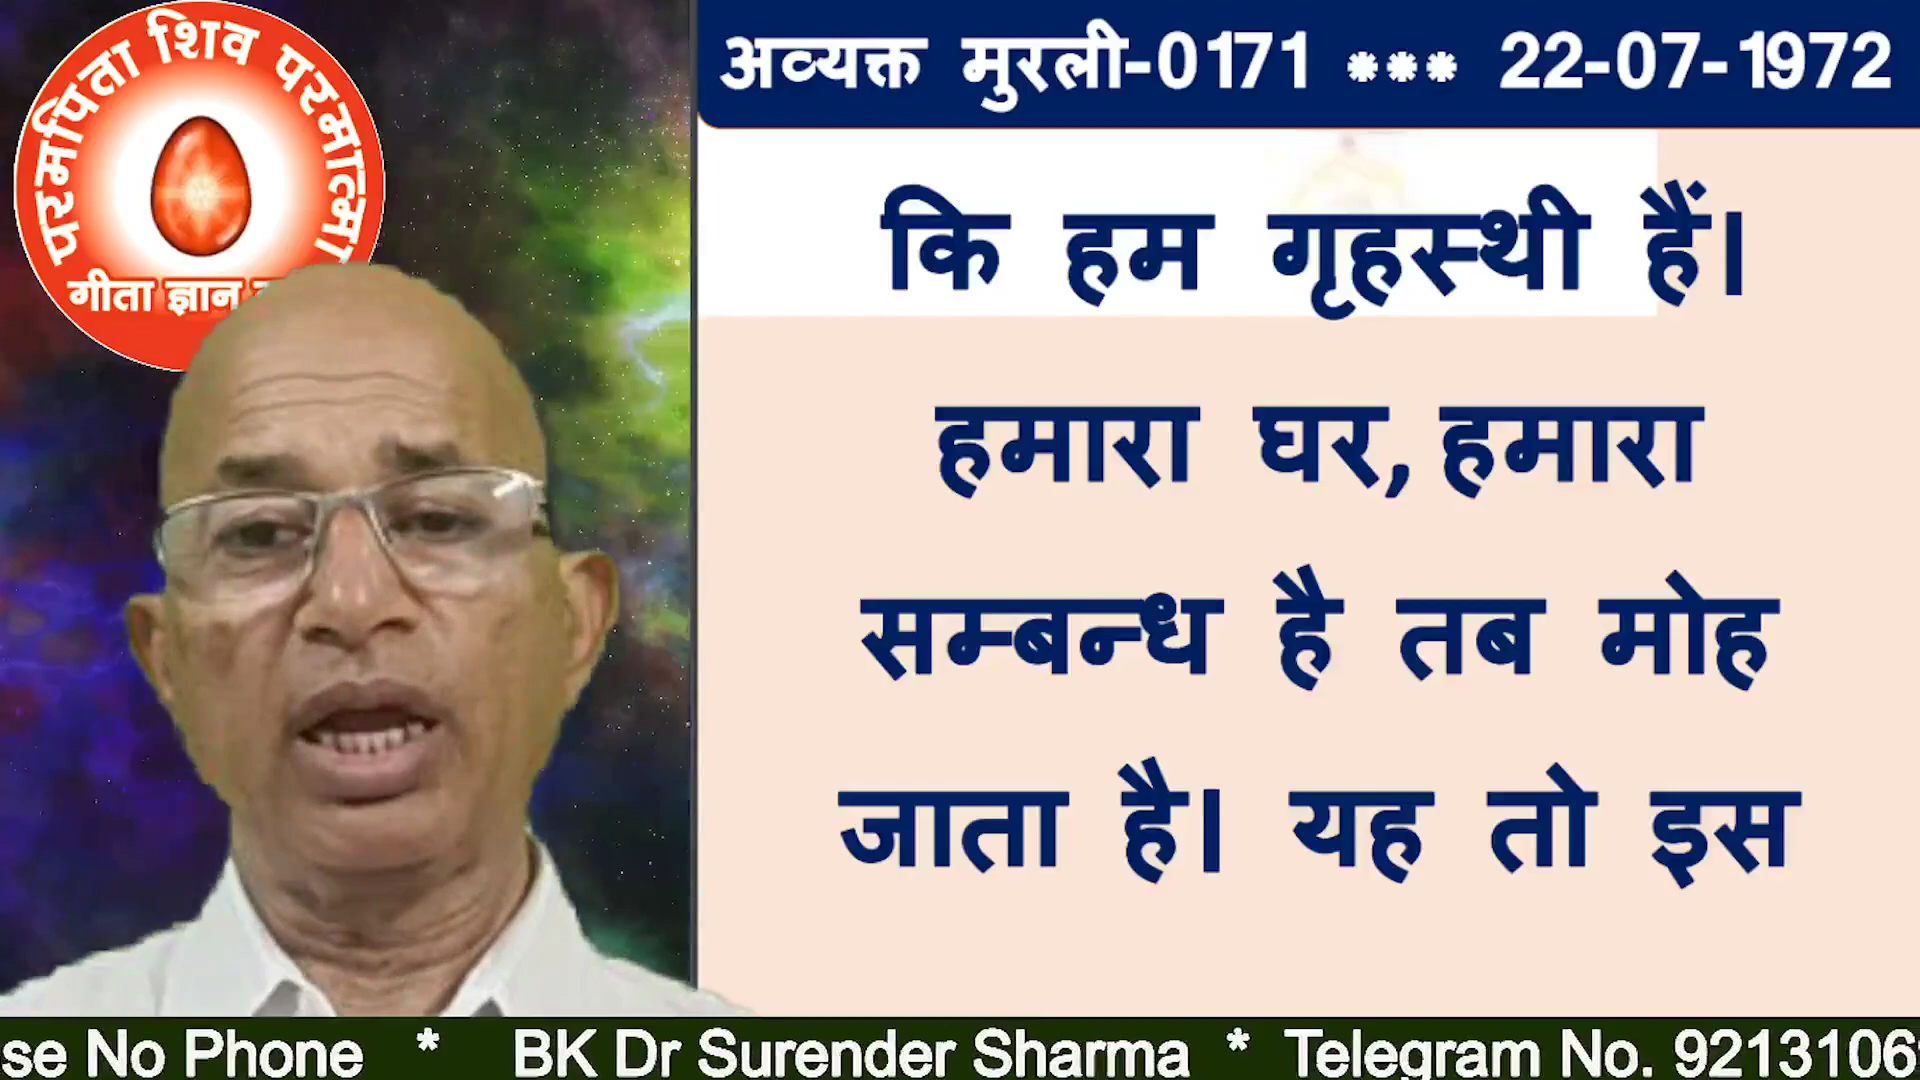 परमपिता शिव परमात्मा
गीता ज्ञान
अव्यक्त मुरली-0171 *** 22-07-1972
कि हम गृहस्थी हैं।
हमारा घर, हमारा
सम्बन्ध है तब मोह
जाता है। यह तो इस
se No Phone * BK Dr Surender Sharma * Telegram No. 9213106